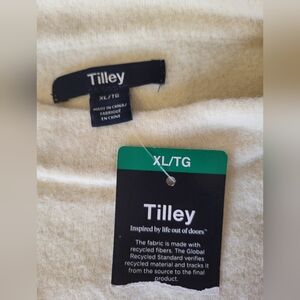 Tilley
XL/TG
MADE IN CHINA/
FABRIQUÉ
EN CHINE
XL/TG
Tilley
Inspired by life out of doors™
The fabric is made with
recycled fibers. The Global
Recycled Standard verifies
recycled material and tracks it
from the source to the final
product.